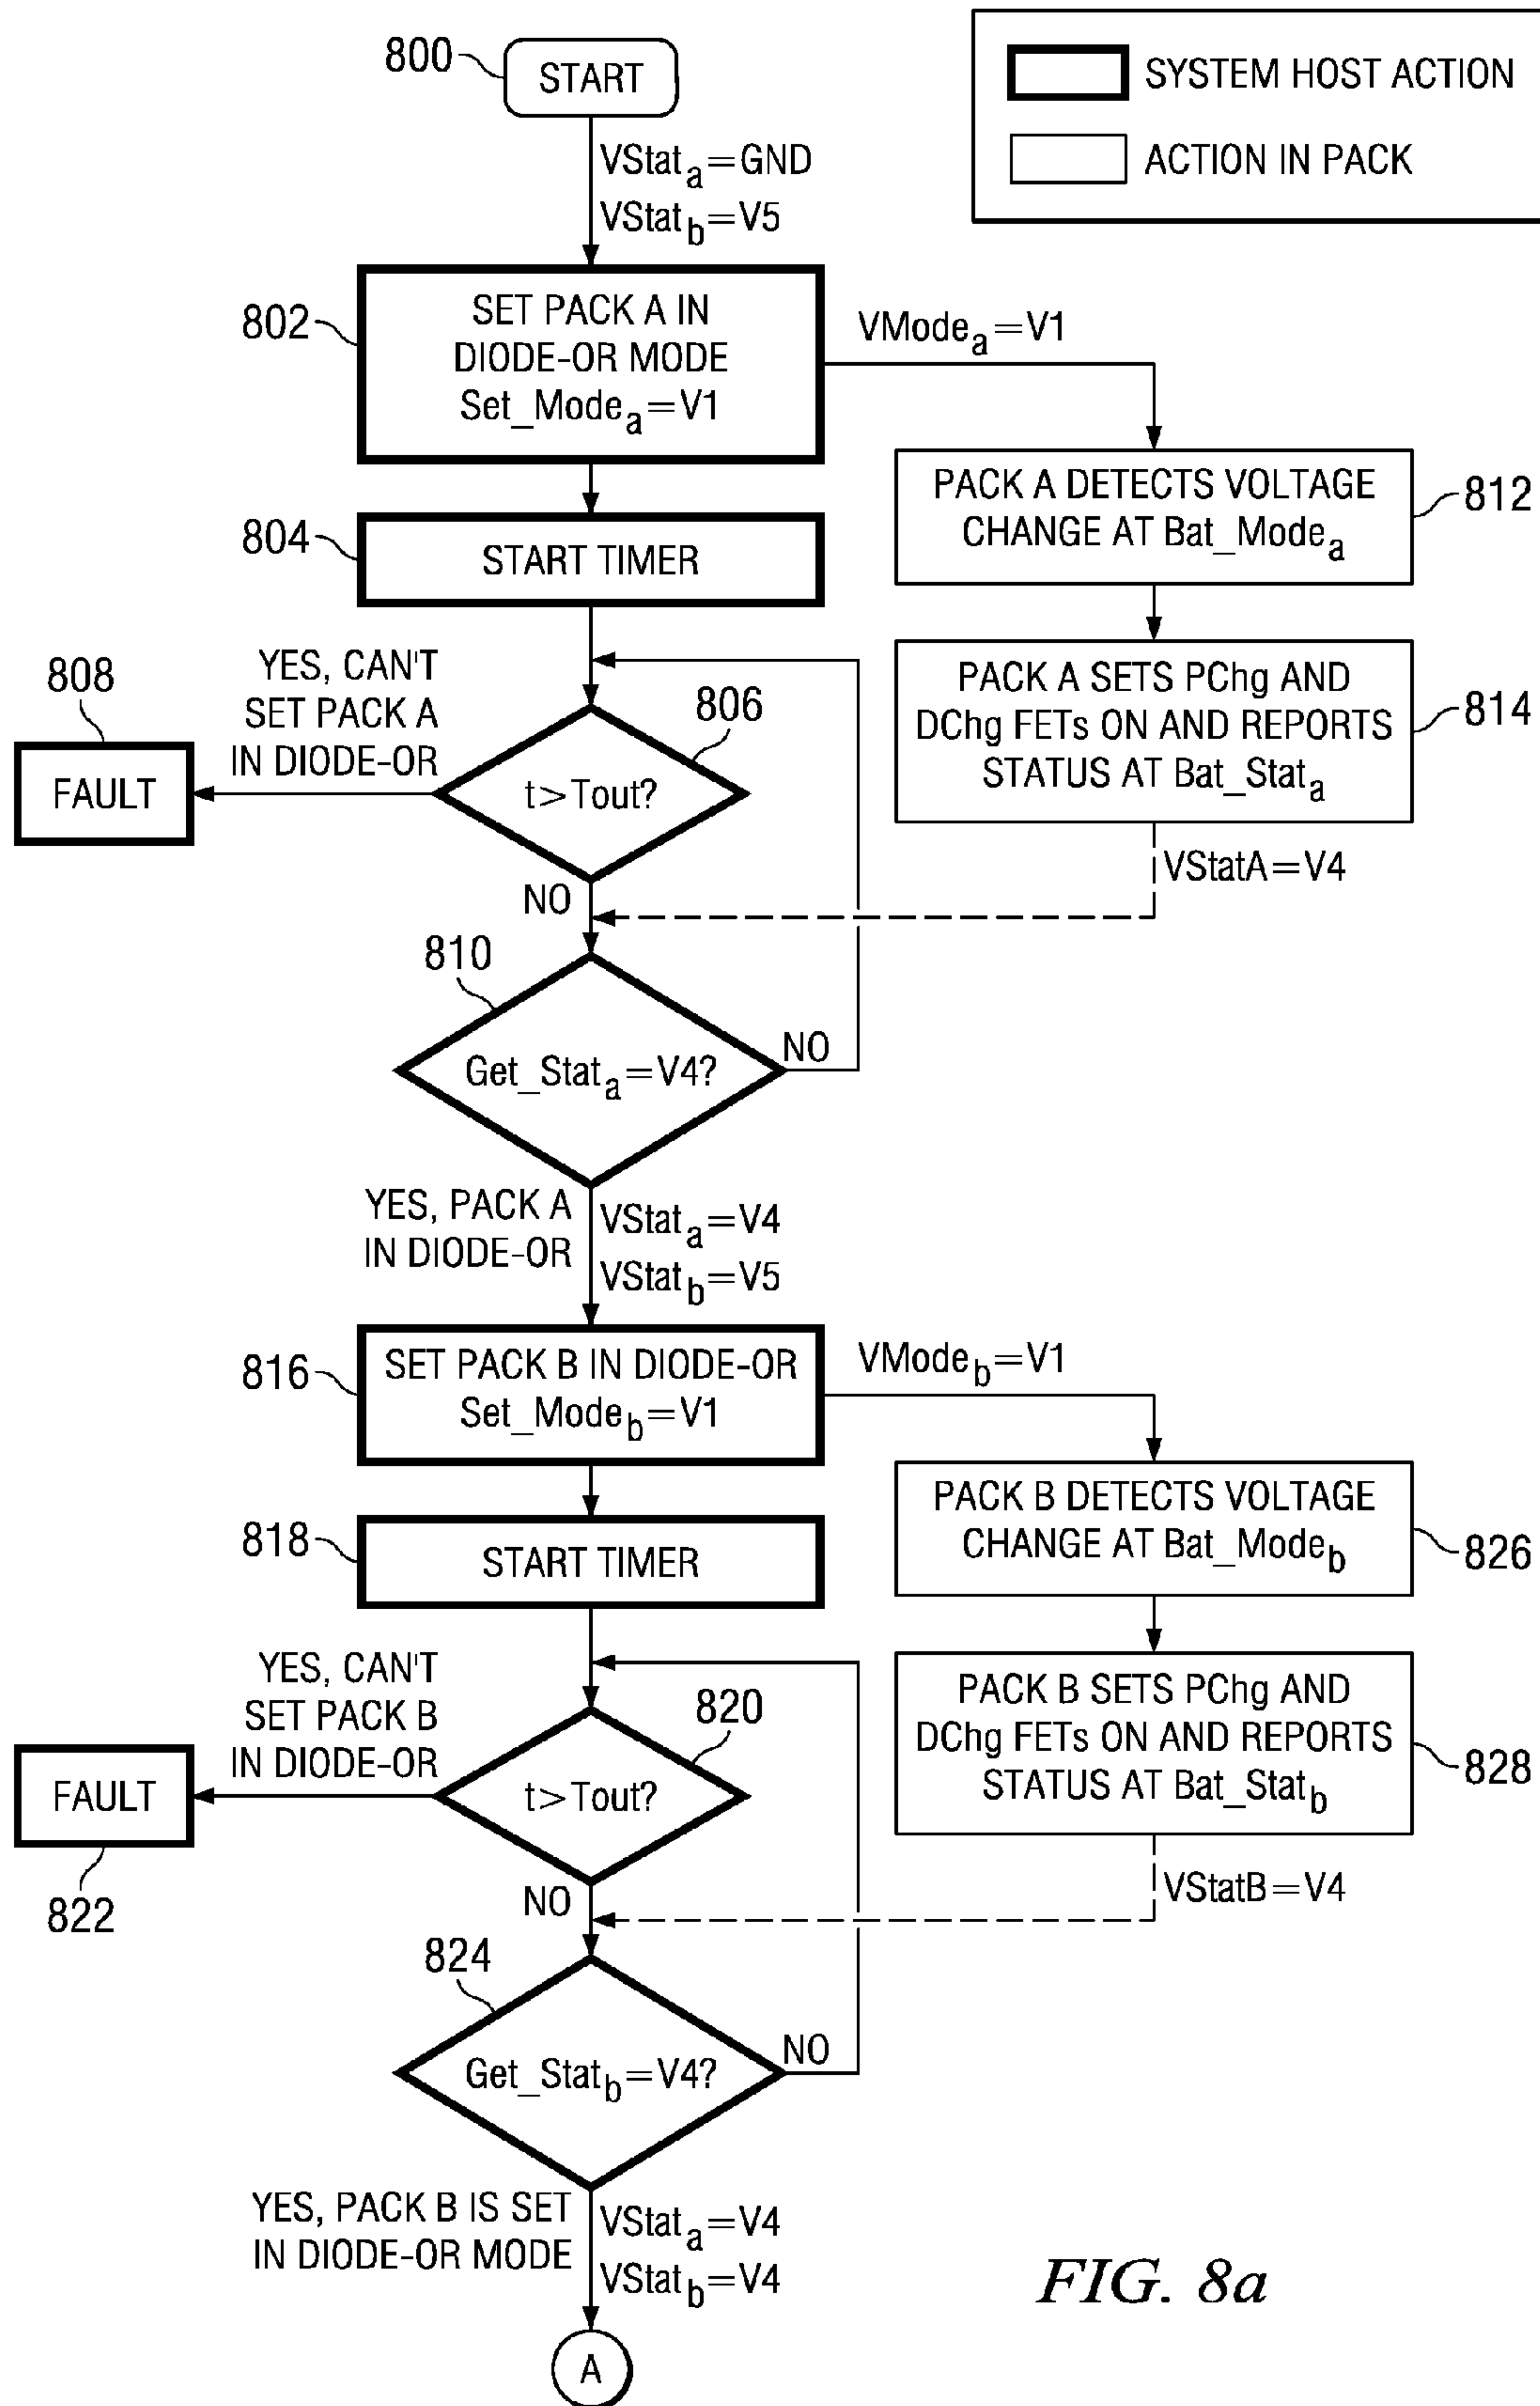 SYSTEM HOST ACTION
ACTION IN PACK
800
START
VStat_a=GND
VStat_b=V5
802
SET PACK A IN
DIODE-OR MODE
Set_Mode_a=V1
VMode_a=V1
812
PACK A DETECTS VOLTAGE
CHANGE AT Bat_Mode_a
804
START TIMER
814
PACK A SETS PChg AND
DChg FETs ON AND REPORTS
STATUS AT Bat_Stat_a
VStatA=V4
808
FAULT
YES, CAN'T
SET PACK A
IN DIODE-OR
806
t>Tout?
NO
810
Get_Stat_a=V4?
NO
YES, PACK A
IN DIODE-OR
VStat_a=V4
VStat_b=V5
816
SET PACK B IN DIODE-OR
Set_Mode_b=V1
VMode_b=V1
826
PACK B DETECTS VOLTAGE
CHANGE AT Bat_Mode_b
818
START TIMER
828
PACK B SETS PChg AND
DChg FETs ON AND REPORTS
STATUS AT Bat_Stat_b
VStatB=V4
YES, CAN'T
SET PACK B
IN DIODE-OR
FAULT
822
820
t>Tout?
NO
824
Get_Stat_b=V4?
NO
YES, PACK B IS SET
IN DIODE-OR MODE
VStat_a=V4
VStat_b=V4
A
FIG. 8a